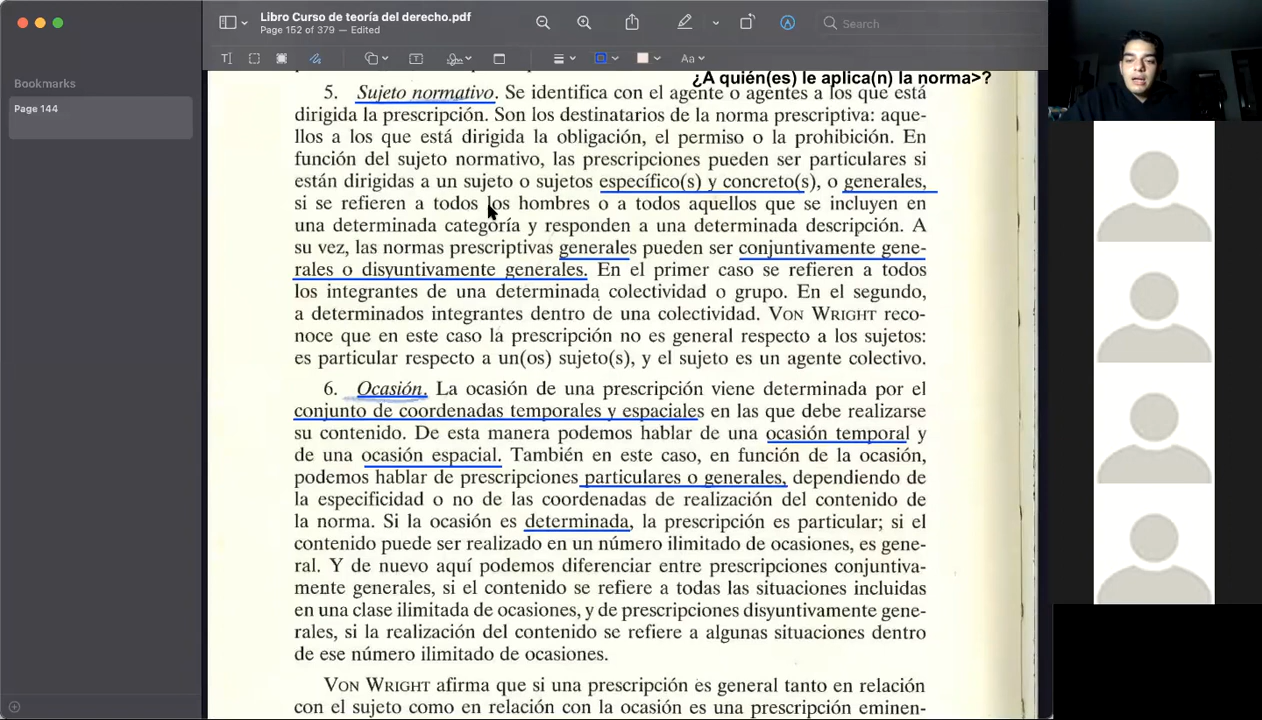 Libro Curso de teoría del derecho.pdf
Page 152 of 379 — Edited
Search
Aa
Bookmarks
Page 144
¿A quién(es) le aplica(n) la norma>?
5. Sujeto normativo. Se identifica con el agente o agentes a los que está
dirigida la prescripción. Son los destinatarios de la norma prescriptiva: aque-
llos a los que está dirigida la obligación, el permiso o la prohibición. En
función del sujeto normativo, las prescripciones pueden ser particulares si
están dirigidas a un sujeto o sujetos específico(s) y concreto(s), o generales,
si se refieren a todos los hombres o a todos aquellos que se incluyen en
una determinada categoría y responden a una determinada descripción. A
su vez, las normas prescriptivas generales pueden ser conjuntivamente gene-
rales o disyuntivamente generales. En el primer caso se refieren a todos
los integrantes de una determinada colectividad o grupo. En el segundo,
a determinados integrantes dentro de una colectividad. VON WRIGHT reco-
noce que en este caso la prescripción no es general respecto a los sujetos:
es particular respecto a un(os) sujeto(s), y el sujeto es un agente colectivo.
6. Ocasión. La ocasión de una prescripción viene determinada por el
conjunto de coordenadas temporales y espaciales en las que debe realizarse
su contenido. De esta manera podemos hablar de una ocasión temporal y
de una ocasión espacial. También en este caso, en función de la ocasión,
podemos hablar de prescripciones particulares o generales, dependiendo de
la especificidad o no de las coordenadas de realización del contenido de
la norma. Si la ocasión es determinada, la prescripción es particular; si el
contenido puede ser realizado en un número ilimitado de ocasiones, es gene-
ral. Y de nuevo aquí podemos diferenciar entre prescripciones conjuntiva-
mente generales, si el contenido se refiere a todas las situaciones incluidas
en una clase ilimitada de ocasiones, y de prescripciones disyuntivamente gene-
rales, si la realización del contenido se refiere a algunas situaciones dentro
de ese número ilimitado de ocasiones.
VON WRIGHT afirma que si una prescripción es general tanto en relación
con el sujeto como en relación con la ocasión es una prescripción eminen-